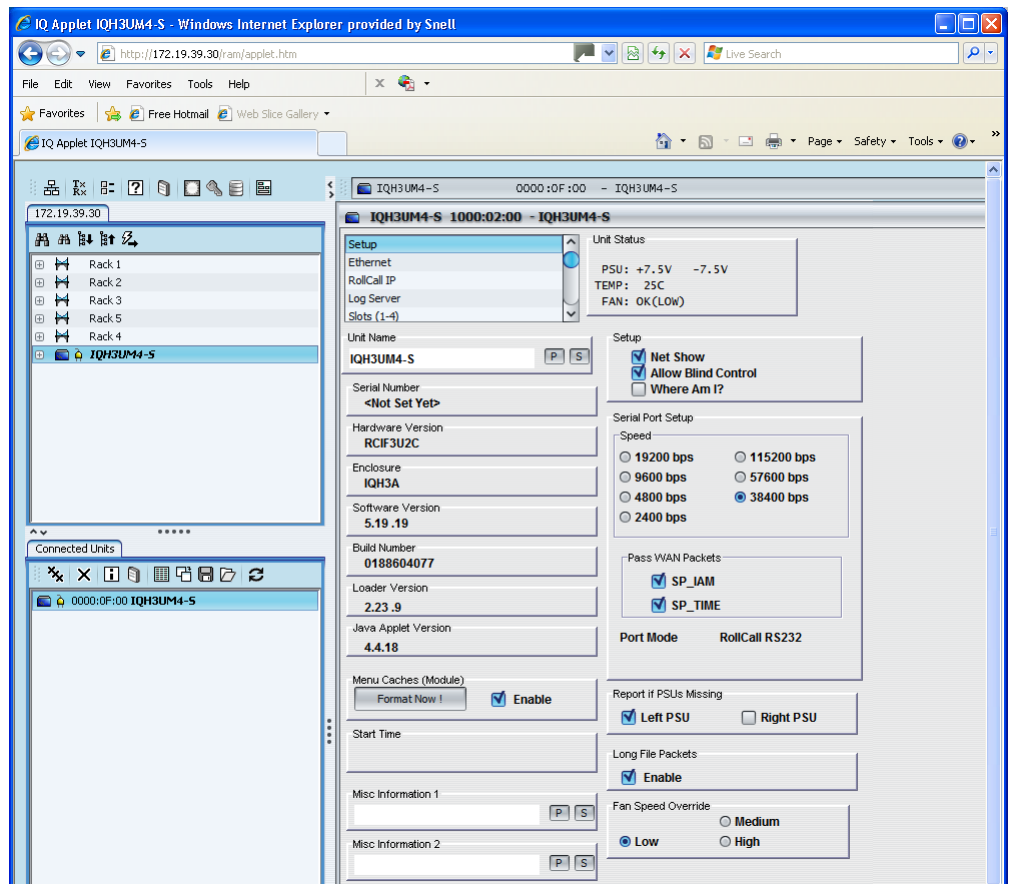 IQ Applet IQH3UM4-S - Windows Internet Explorer provided by Snell
http://172.19.39.30/ram/applet.htm
Live Search
File Edit View Favorites Tools Help
Favorites
Free Hotmail
Web Slice Gallery
IQ Applet IQH3UM4-S
Page
Safety
Tools
IQH3UM4-S 0000:0F:00 - IQH3UM4-S
172.19.39.30
Rack 1
Rack 2
Rack 3
Rack 5
Rack 4
IQH3UM4-S
Connected Units
0000:0F:00 IQH3UM4-S
IQH3UM4-S 1000:02:00 - IQH3UM4-S
Setup
Ethernet
RollCall IP
Log Server
Slots (1-4)
Unit Status
PSU: +7.5V -7.5V
TEMP: 25C
FAN: OK(LOW)
Unit Name
IQH3UM4-S
P S
Serial Number
<Not Set Yet>
Hardware Version
RCIF3U2C
Enclosure
IQH3A
Software Version
5.19 .19
Build Number
0188604077
Loader Version
2.23 .9
Java Applet Version
4.4.18
Menu Caches (Module)
Format Now !
Enable
Start Time
Misc Information 1
P S
Misc Information 2
P S
Setup
Net Show
Allow Blind Control
Where Am I?
Serial Port Setup
Speed
19200 bps 115200 bps
9600 bps 57600 bps
4800 bps 38400 bps
2400 bps
Pass WAN Packets
SP_IAM
SP_TIME
Port Mode RollCall RS232
Report if PSUs Missing
Left PSU Right PSU
Long File Packets
Enable
Fan Speed Override
Medium
Low High